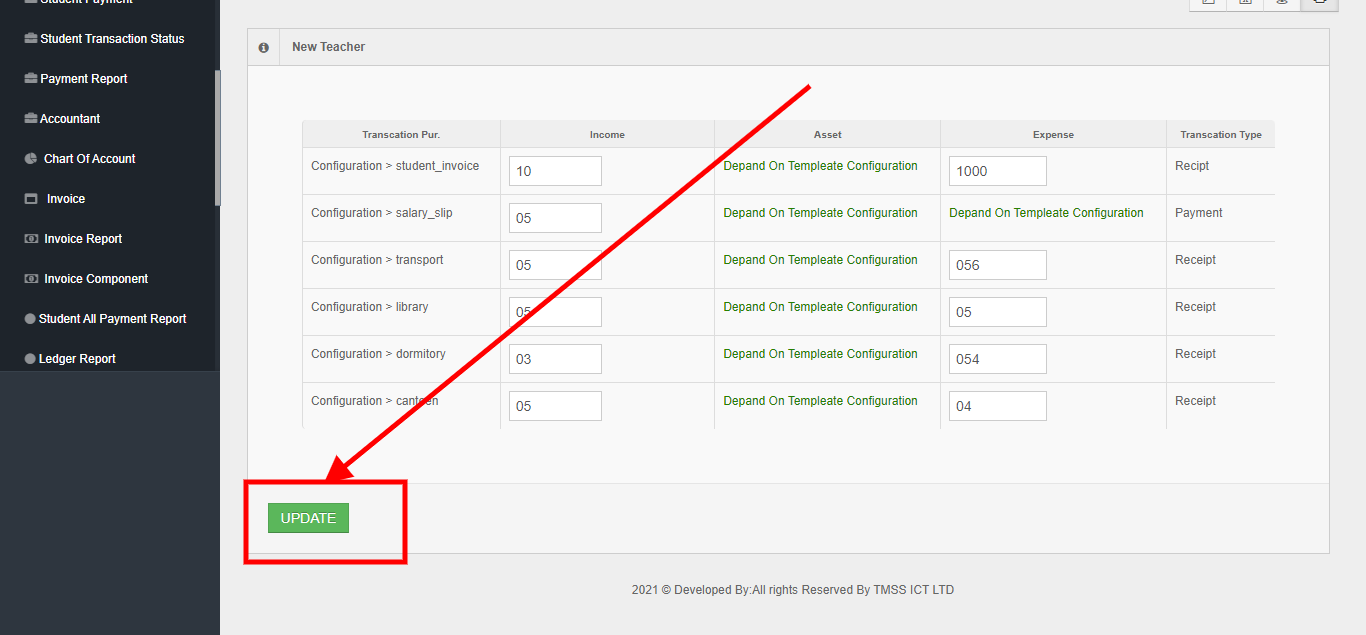 Student Payment
Student Transaction Status
Payment Report
Accountant
Chart Of Account
Invoice
Invoice Report
Invoice Component
Student All Payment Report
Ledger Report
New Teacher
Transcation Pur. Income Asset Expense Transcation Type
Configuration > student_invoice 10 Depand On Templeate Configuration 1000 Recipt
Configuration > salary_slip 05 Depand On Templeate Configuration Depand On Templeate Configuration Payment
Configuration > transport 05 Depand On Templeate Configuration 056 Receipt
Configuration > library 05 Depand On Templeate Configuration 05 Receipt
Configuration > dormitory 03 Depand On Templeate Configuration 054 Receipt
Configuration > canteen 05 Depand On Templeate Configuration 04 Receipt
UPDATE
2021 © Developed By:All rights Reserved By TMSS ICT LTD